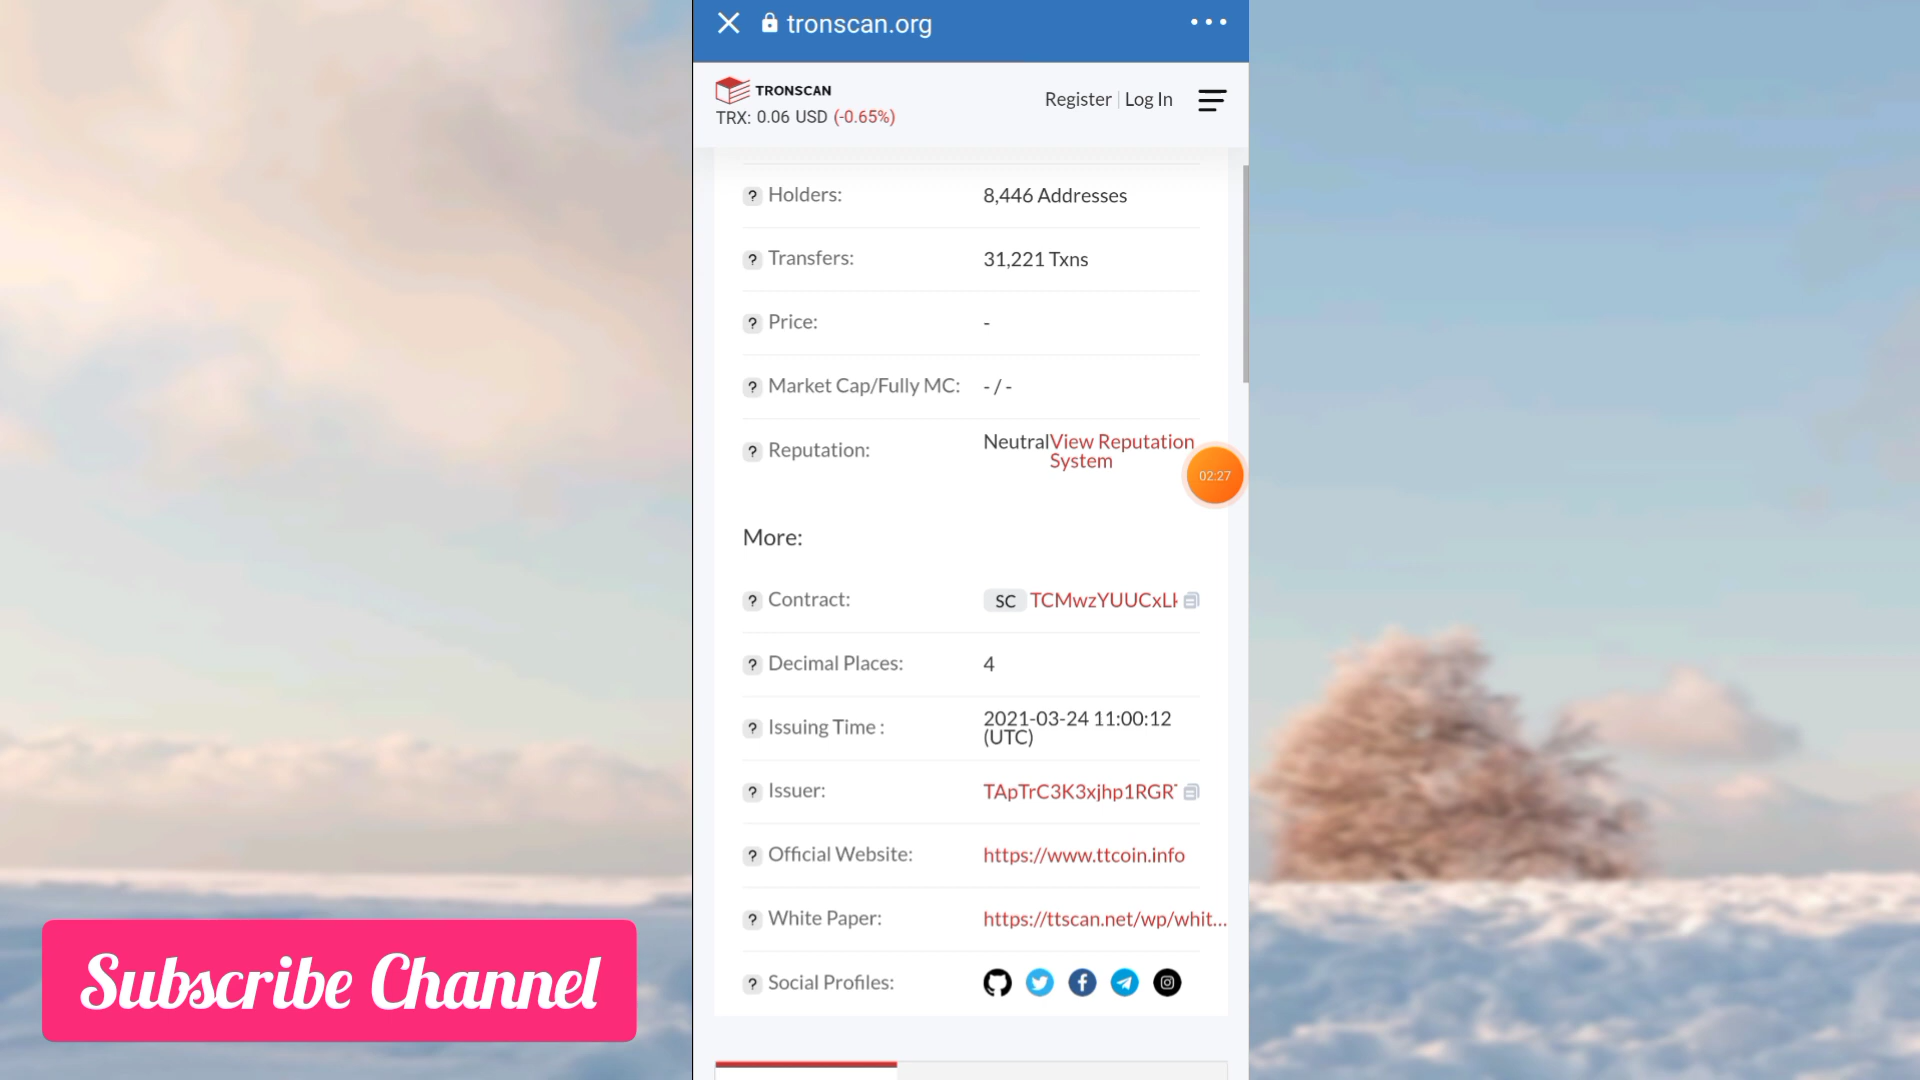 tronscan.org
TRONSCAN
TRX: 0.06 USD (-0.65%)
Register | Log In
? Holders: 8,446 Addresses
? Transfers: 31,221 Txns
? Price: -
? Market Cap/Fully MC: - / -
? Reputation: Neutral View Reputation
System
02:27
More:
? Contract: SC TCMwzYUUCxLl
? Decimal Places: 4
? Issuing Time : 2021-03-24 11:00:12
(UTC)
? Issuer: TApTrC3K3xjhp1RGR
? Official Website: https://www.ttcoin.info
? White Paper: https://ttscan.net/wp/whit...
? Social Profiles:
Subscribe Channel